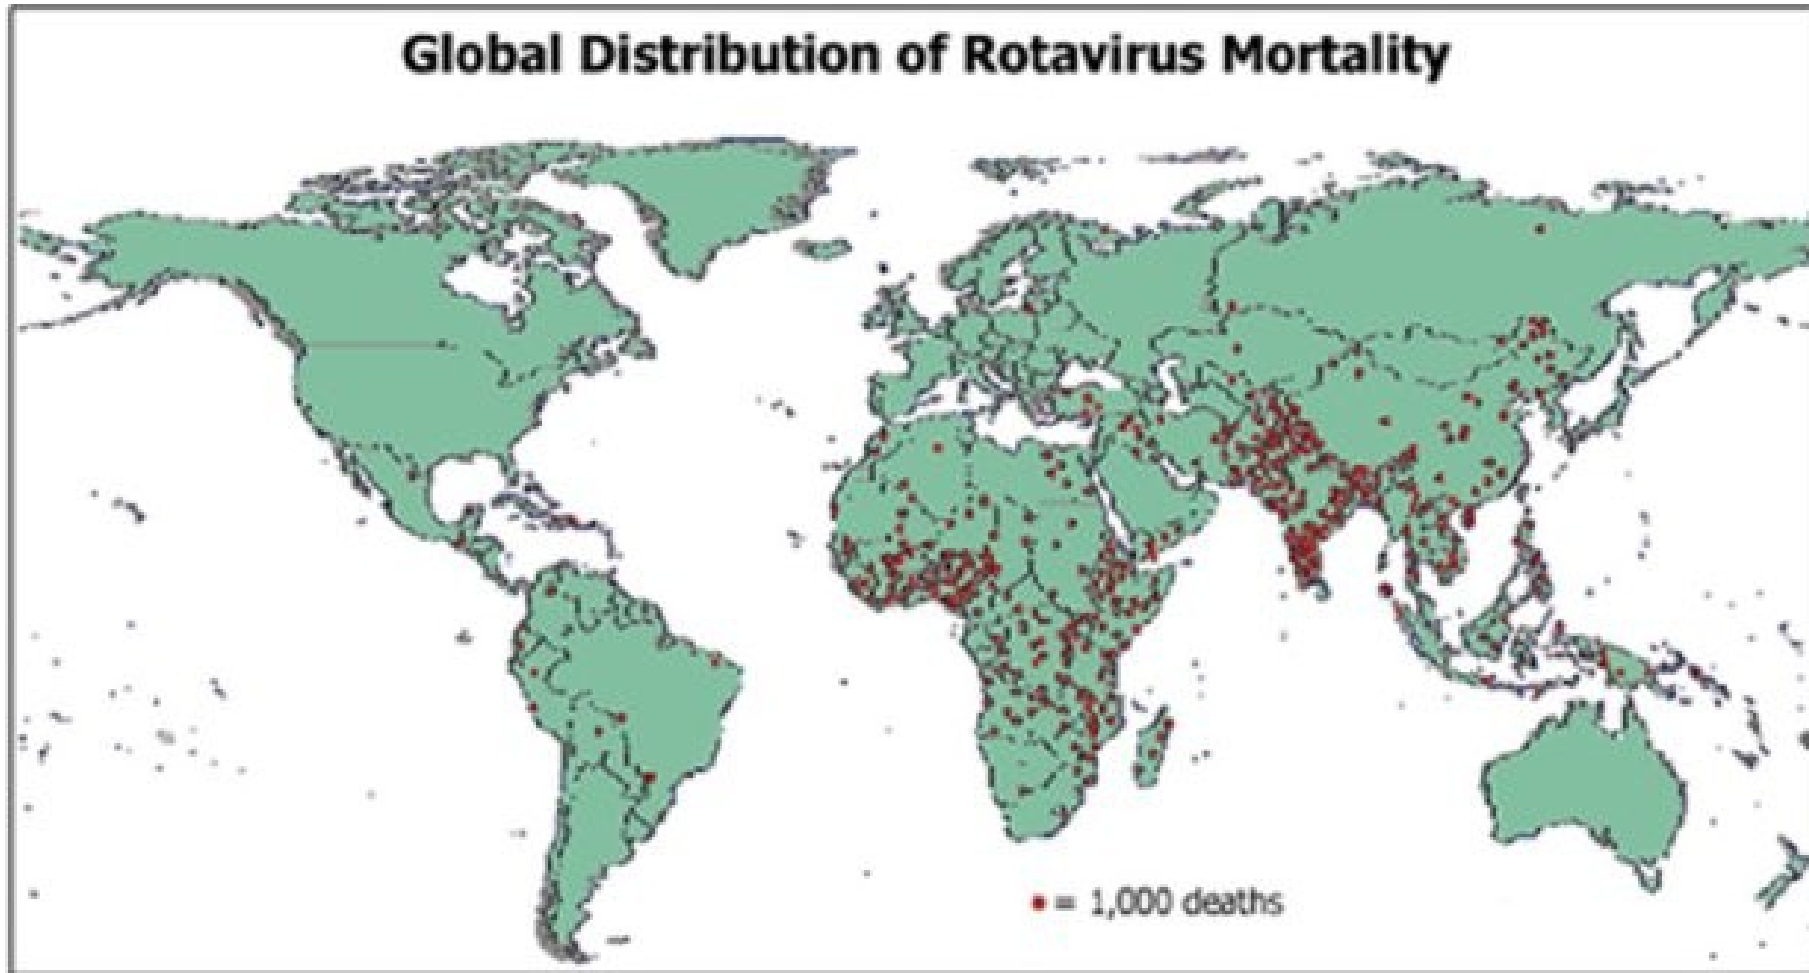 Global Distribution of Rotavirus Mortality
= 1,000 deaths